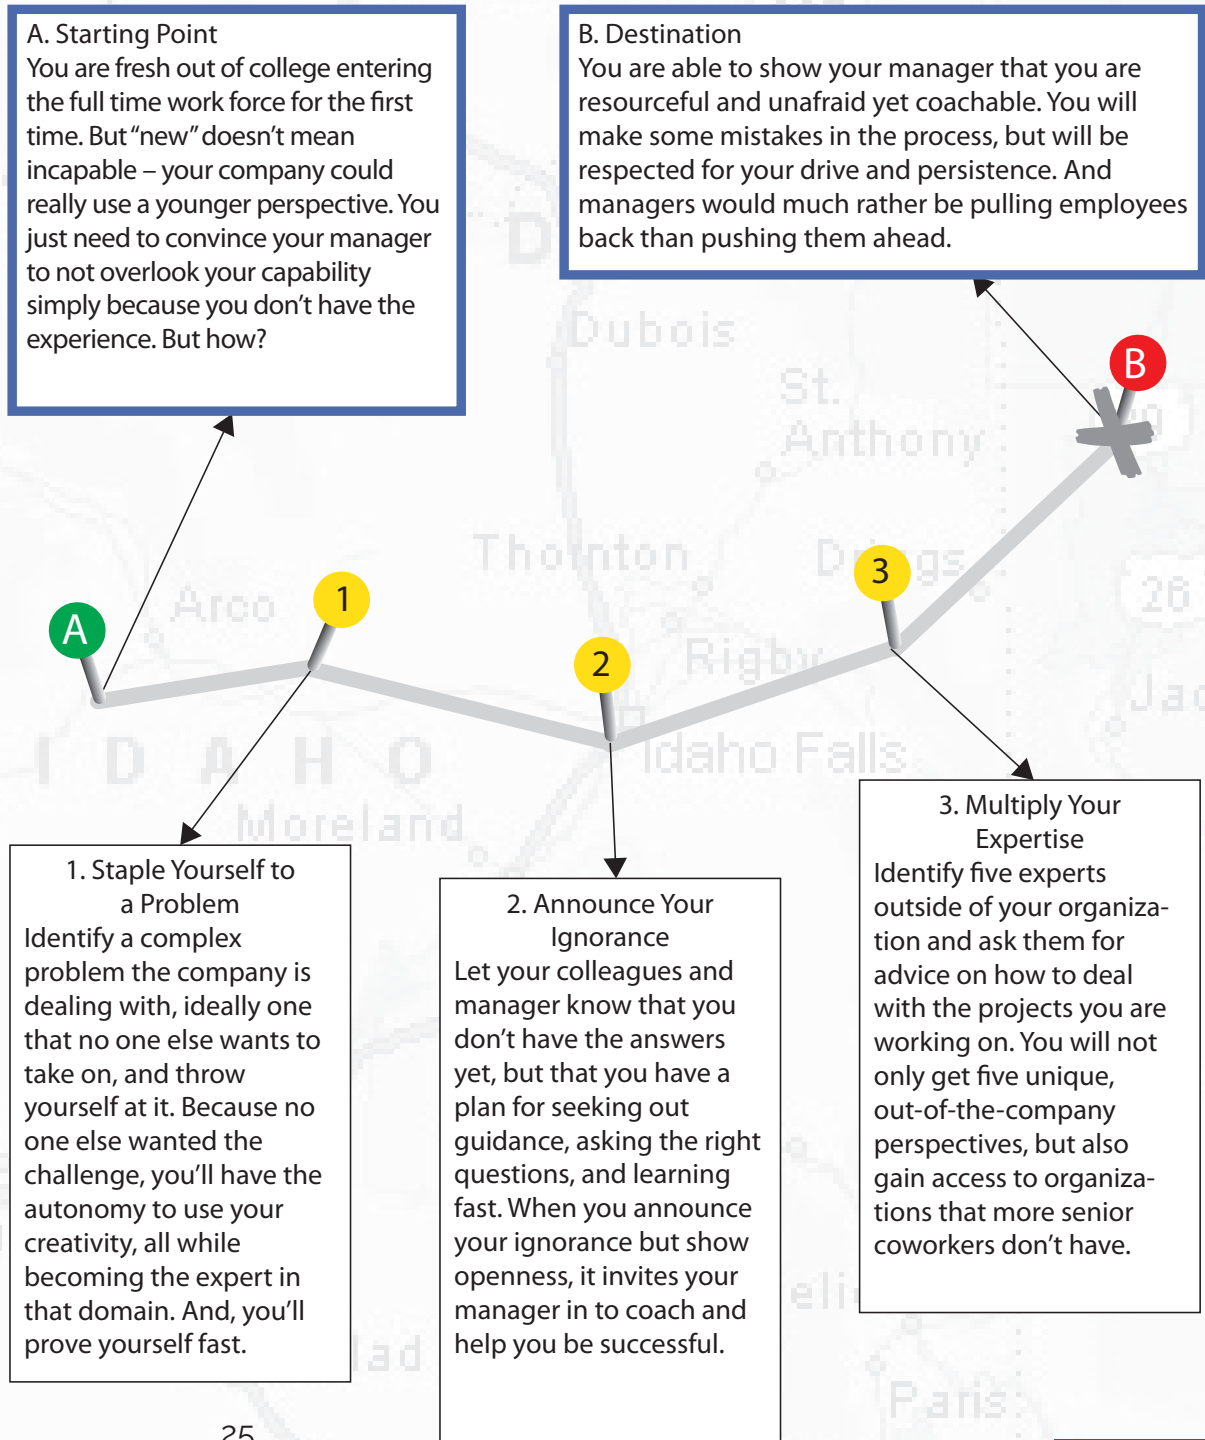 A. Starting Point
You are fresh out of college entering
the full time work force for the first
time. But “new” doesn’t mean
incapable – your company could
really use a younger perspective. You
just need to convince your manager
to not overlook your capability
simply because you don’t have the
experience. But how?
B. Destination
You are able to show your manager that you are
resourceful and unafraid yet coachable. You will
make some mistakes in the process, but will be
respected for your drive and persistence. And
managers would much rather be pulling employees
back than pushing them ahead.
D
Dubois
St.
Anthony
B
Thornton
3
26
Arco
1
A
2
Rigby
Idaho Falls
IDAHO
Moreland
1. Staple Yourself to
a Problem
Identify a complex
problem the company is
dealing with, ideally one
that no one else wants to
take on, and throw
yourself at it. Because no
one else wanted the
challenge, you’ll have the
autonomy to use your
creativity, all while
becoming the expert in
that domain. And, you’ll
prove yourself fast.
2. Announce Your
Ignorance
Let your colleagues and
manager know that you
don’t have the answers
yet, but that you have a
plan for seeking out
guidance, asking the right
questions, and learning
fast. When you announce
your ignorance but show
openness, it invites your
manager in to coach and
help you be successful.
3. Multiply Your
Expertise
Identify five experts
outside of your organiza-
tion and ask them for
advice on how to deal
with the projects you are
working on. You will not
only get five unique,
out-of-the-company
perspectives, but also
gain access to organiza-
tions that more senior
coworkers don’t have.
Paris
25